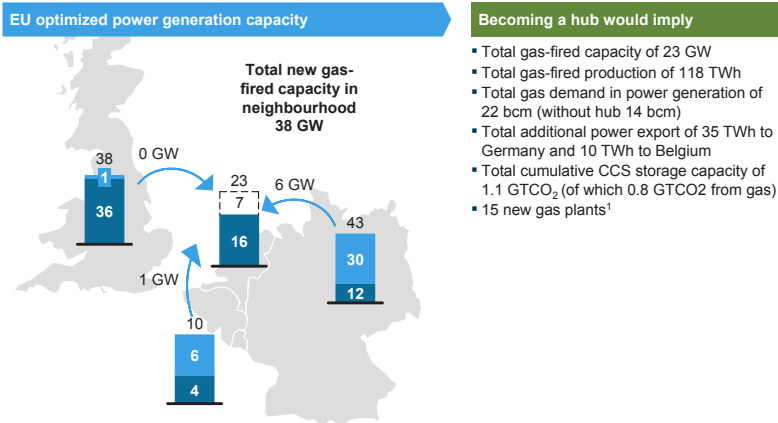 EU optimized power generation capacity
Total new gas-
fired capacity in
neighbourhood
38 GW
38
1
36
0 GW
23
7
16
6 GW
43
30
12
1 GW
10
6
4
Becoming a hub would imply
▪ Total gas-fired capacity of 23 GW
▪ Total gas-fired production of 118 TWh
▪ Total gas demand in power generation of
22 bcm (without hub 14 bcm)
▪ Total additional power export of 35 TWh to
Germany and 10 TWh to Belgium
▪ Total cumulative CCS storage capacity of
1.1 GTCO₂ (of which 0.8 GTCO2 from gas)
▪ 15 new gas plants¹